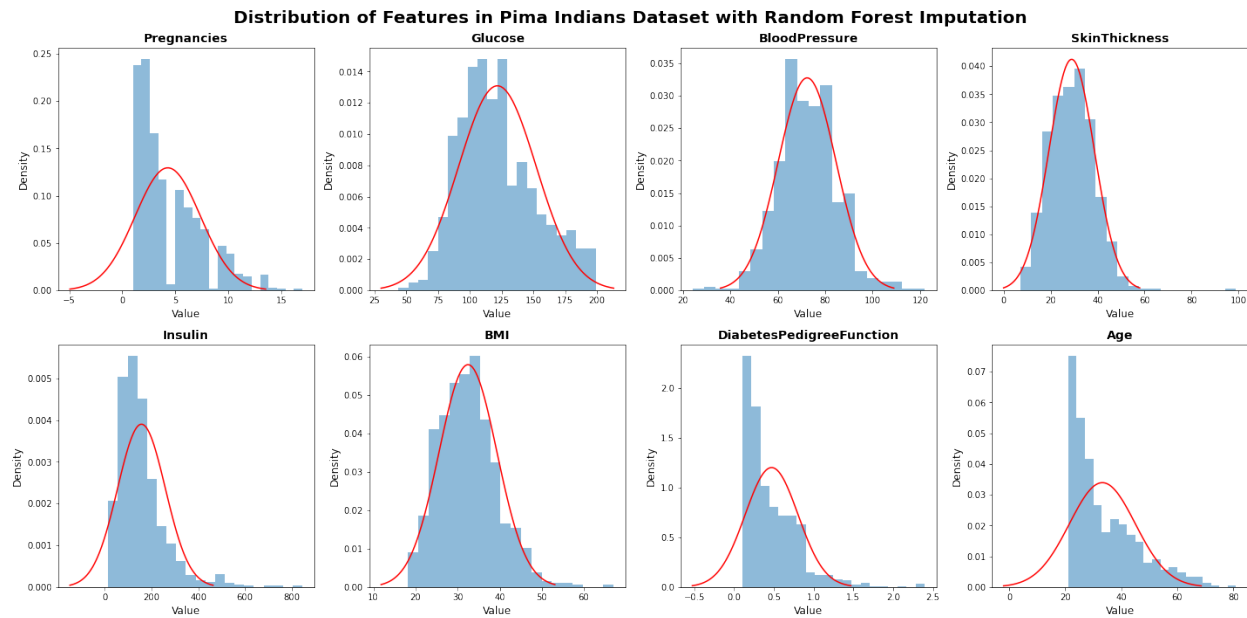 Distribution of Features in Pima Indians Dataset with Random Forest Imputation
Pregnancies
Density
0.25
0.20
0.15
0.10
0.05
0.00
−5 0 5 10 15
Value
Glucose
Density
0.014
0.012
0.010
0.008
0.006
0.004
0.002
0.000
25 50 75 100 125 150 175 200
Value
BloodPressure
Density
0.035
0.030
0.025
0.020
0.015
0.010
0.005
0.000
20 40 60 80 100 120
Value
SkinThickness
Density
0.040
0.035
0.030
0.025
0.020
0.015
0.010
0.005
0.000
0 20 40 60 80 100
Value
Insulin
Density
0.005
0.004
0.003
0.002
0.001
0.000
0 200 400 600 800
Value
BMI
Density
0.06
0.05
0.04
0.03
0.02
0.01
0.00
10 20 30 40 50 60
Value
DiabetesPedigreeFunction
Density
2.0
1.5
1.0
0.5
0.0
−0.5 0.0 0.5 1.0 1.5 2.0 2.5
Value
Age
Density
0.07
0.06
0.05
0.04
0.03
0.02
0.01
0.00
0 20 40 60 80
Value